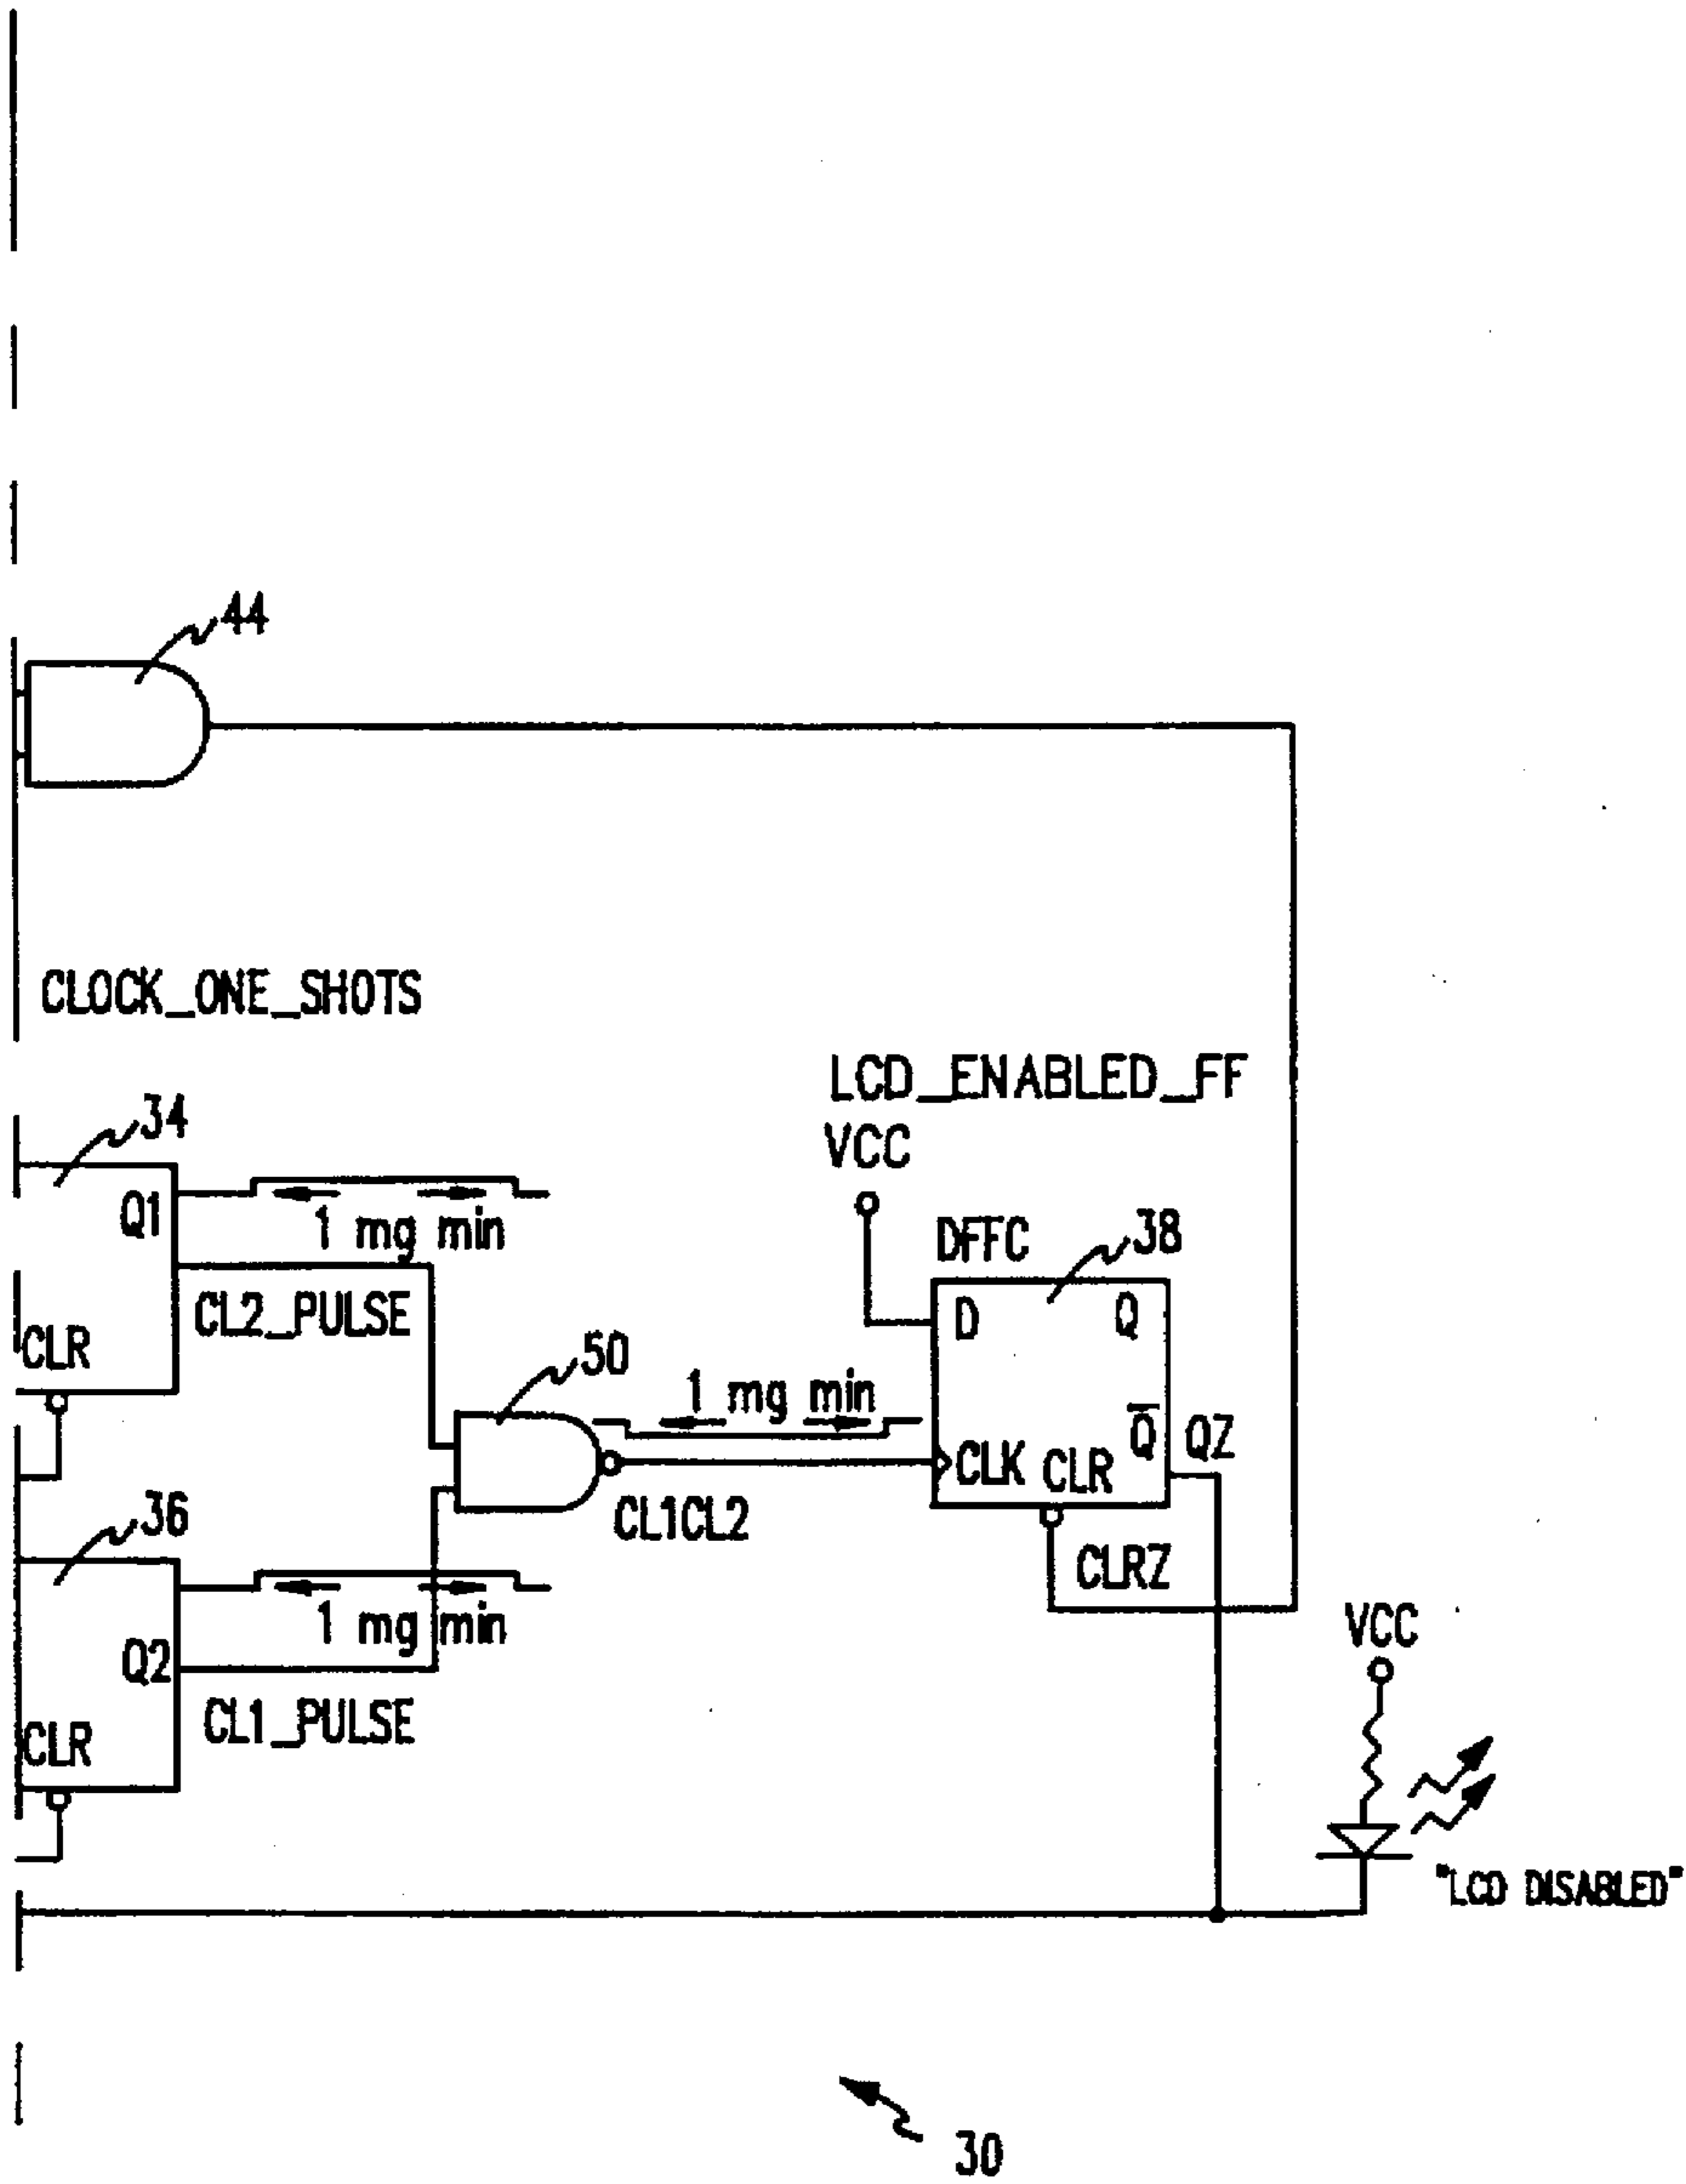 44
CLOCK_ONE_SHOTS
LCD_ENABLED_FF
VCC
34
Q1
1 mg min
DFFC
38
CL2_PULSE
D
Q
CLR
50
1 mg min
Q
QZ
CLK
CLR
CL1CL2
36
CLRZ
1 mg min
VCC
Q2
CL1_PULSE
CLR
"LCD DISABLED"
30